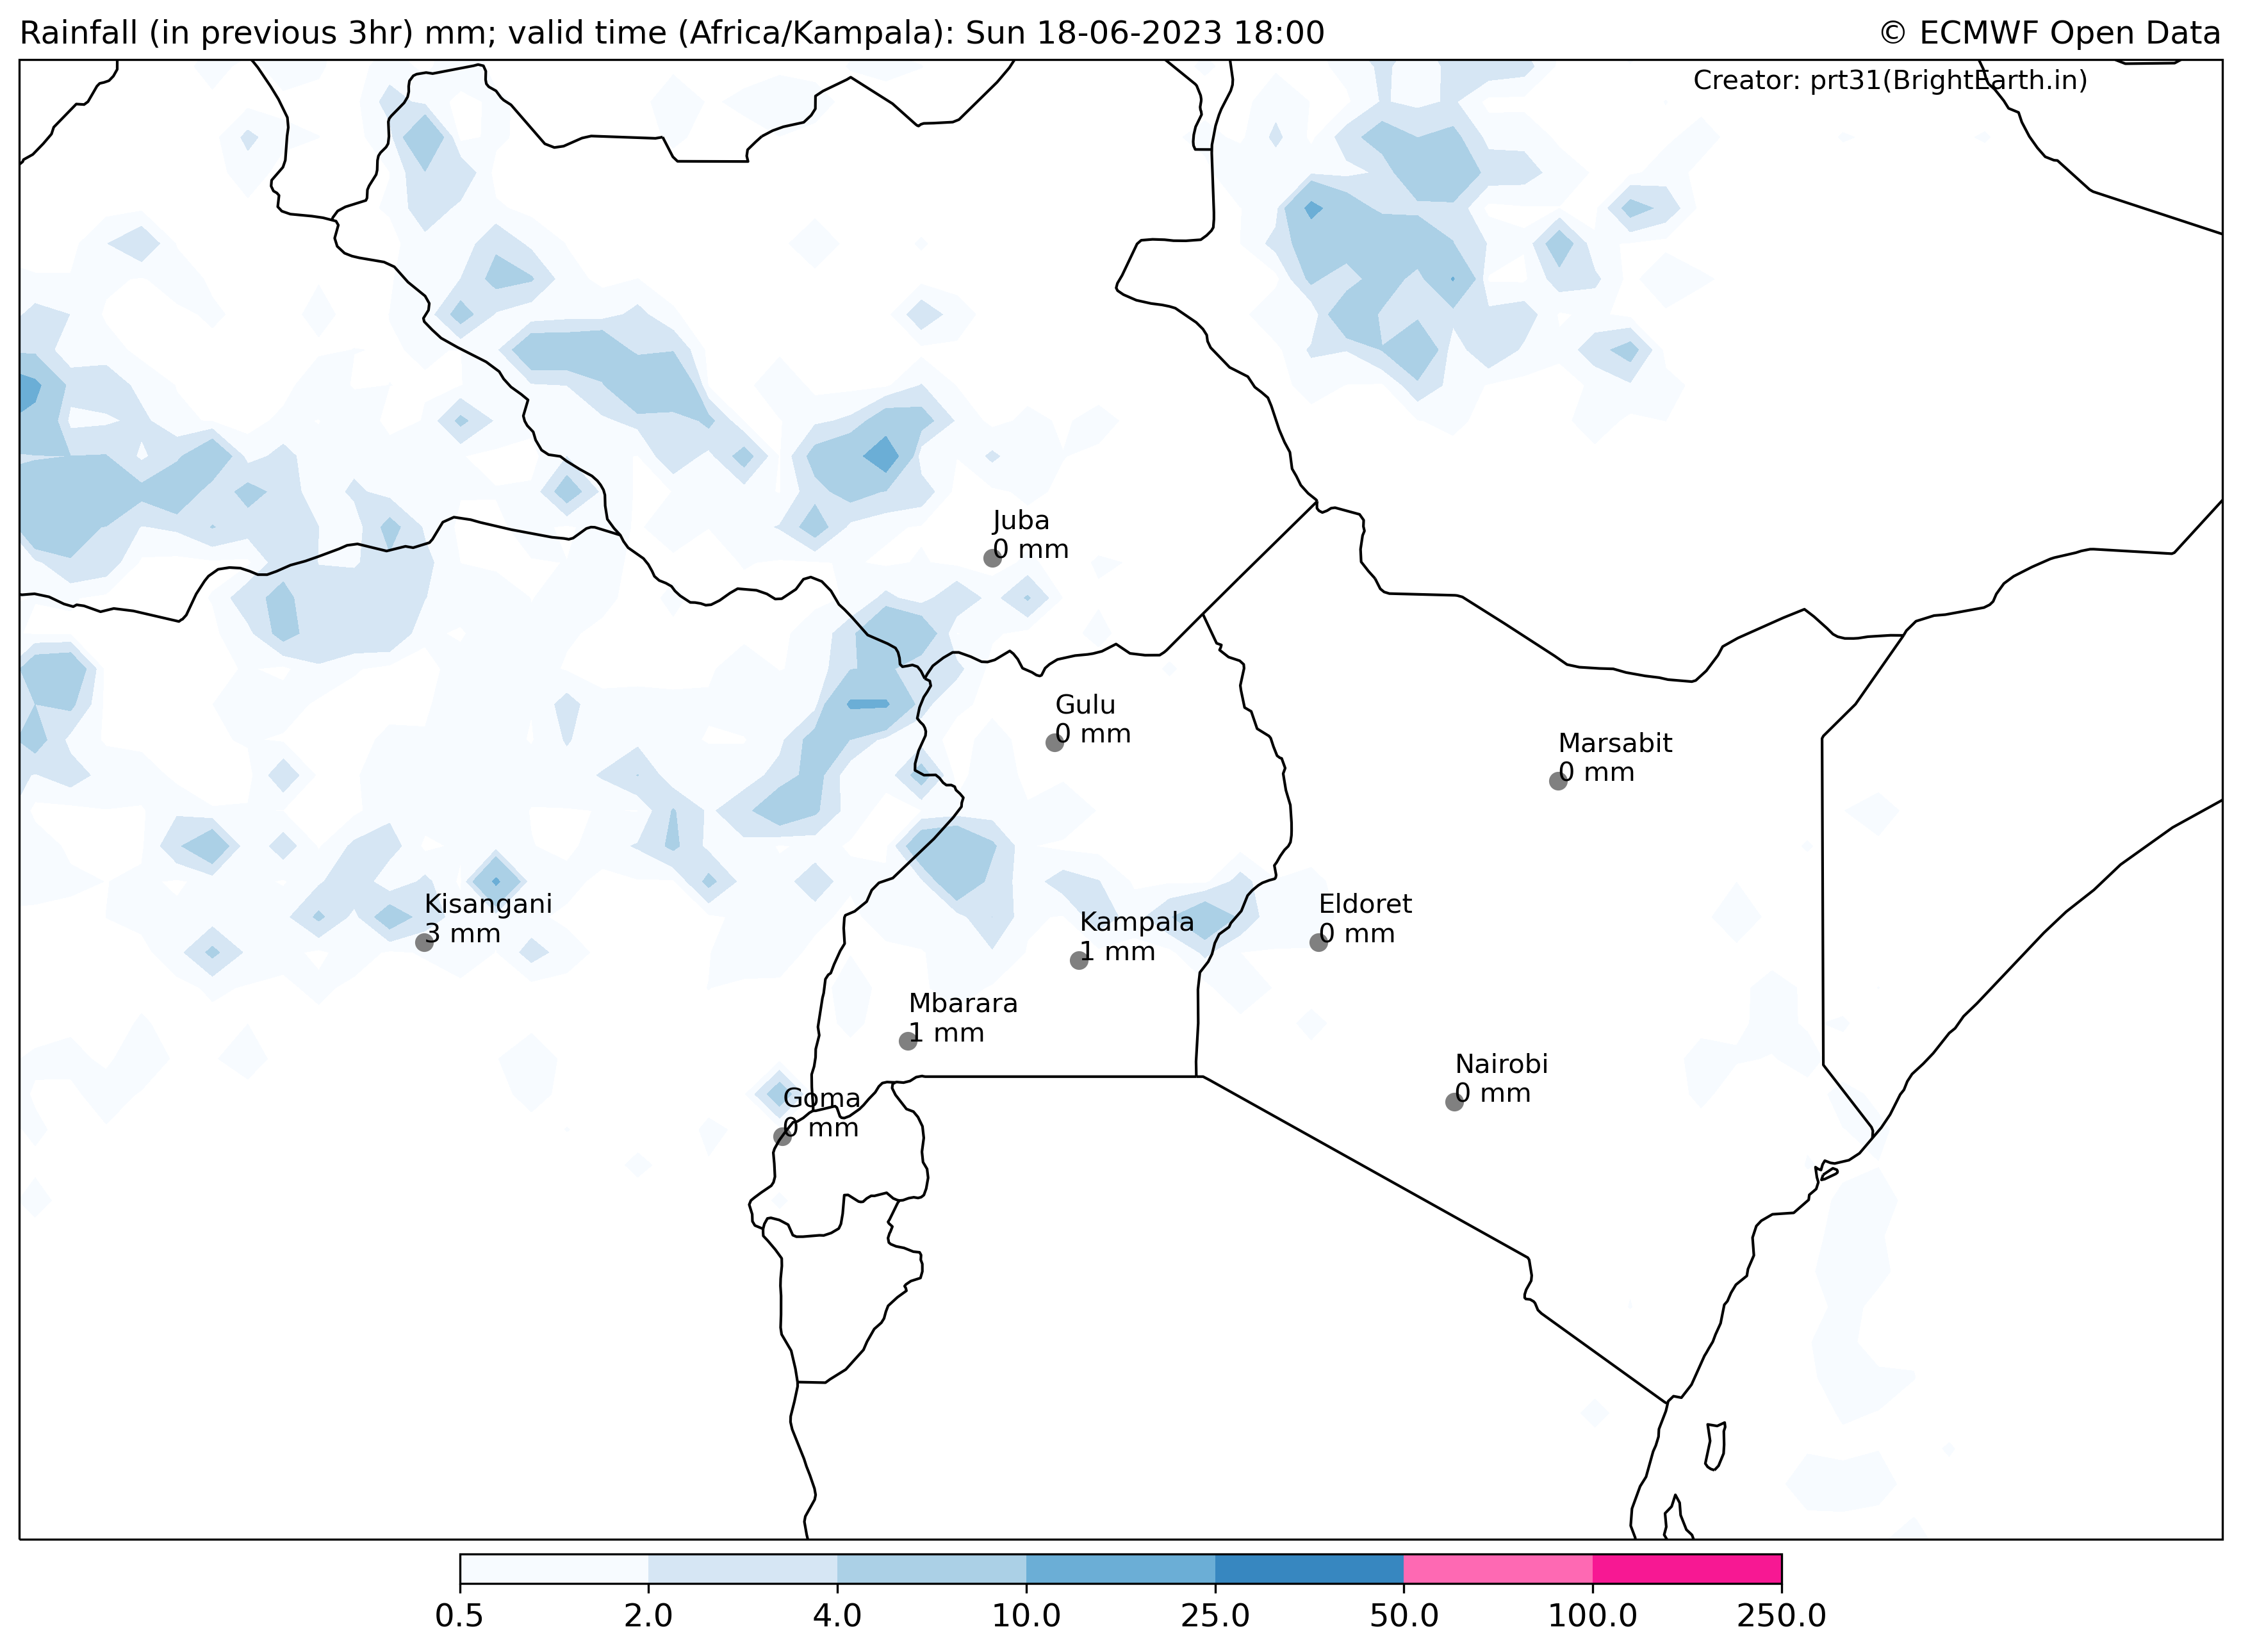 Rainfall (in previous 3hr) mm; valid time (Africa/Kampala): Sun 18-06-2023 18:00
© ECMWF Open Data
Creator: prt31(BrightEarth.in)
Juba
0 mm
Gulu
0 mm
Marsabit
0 mm
Kisangani
3 mm
Eldoret
0 mm
Kampala
1 mm
Mbarara
1 mm
Nairobi
0 mm
Goma
0 mm
0.5 2.0 4.0 10.0 25.0 50.0 100.0 250.0